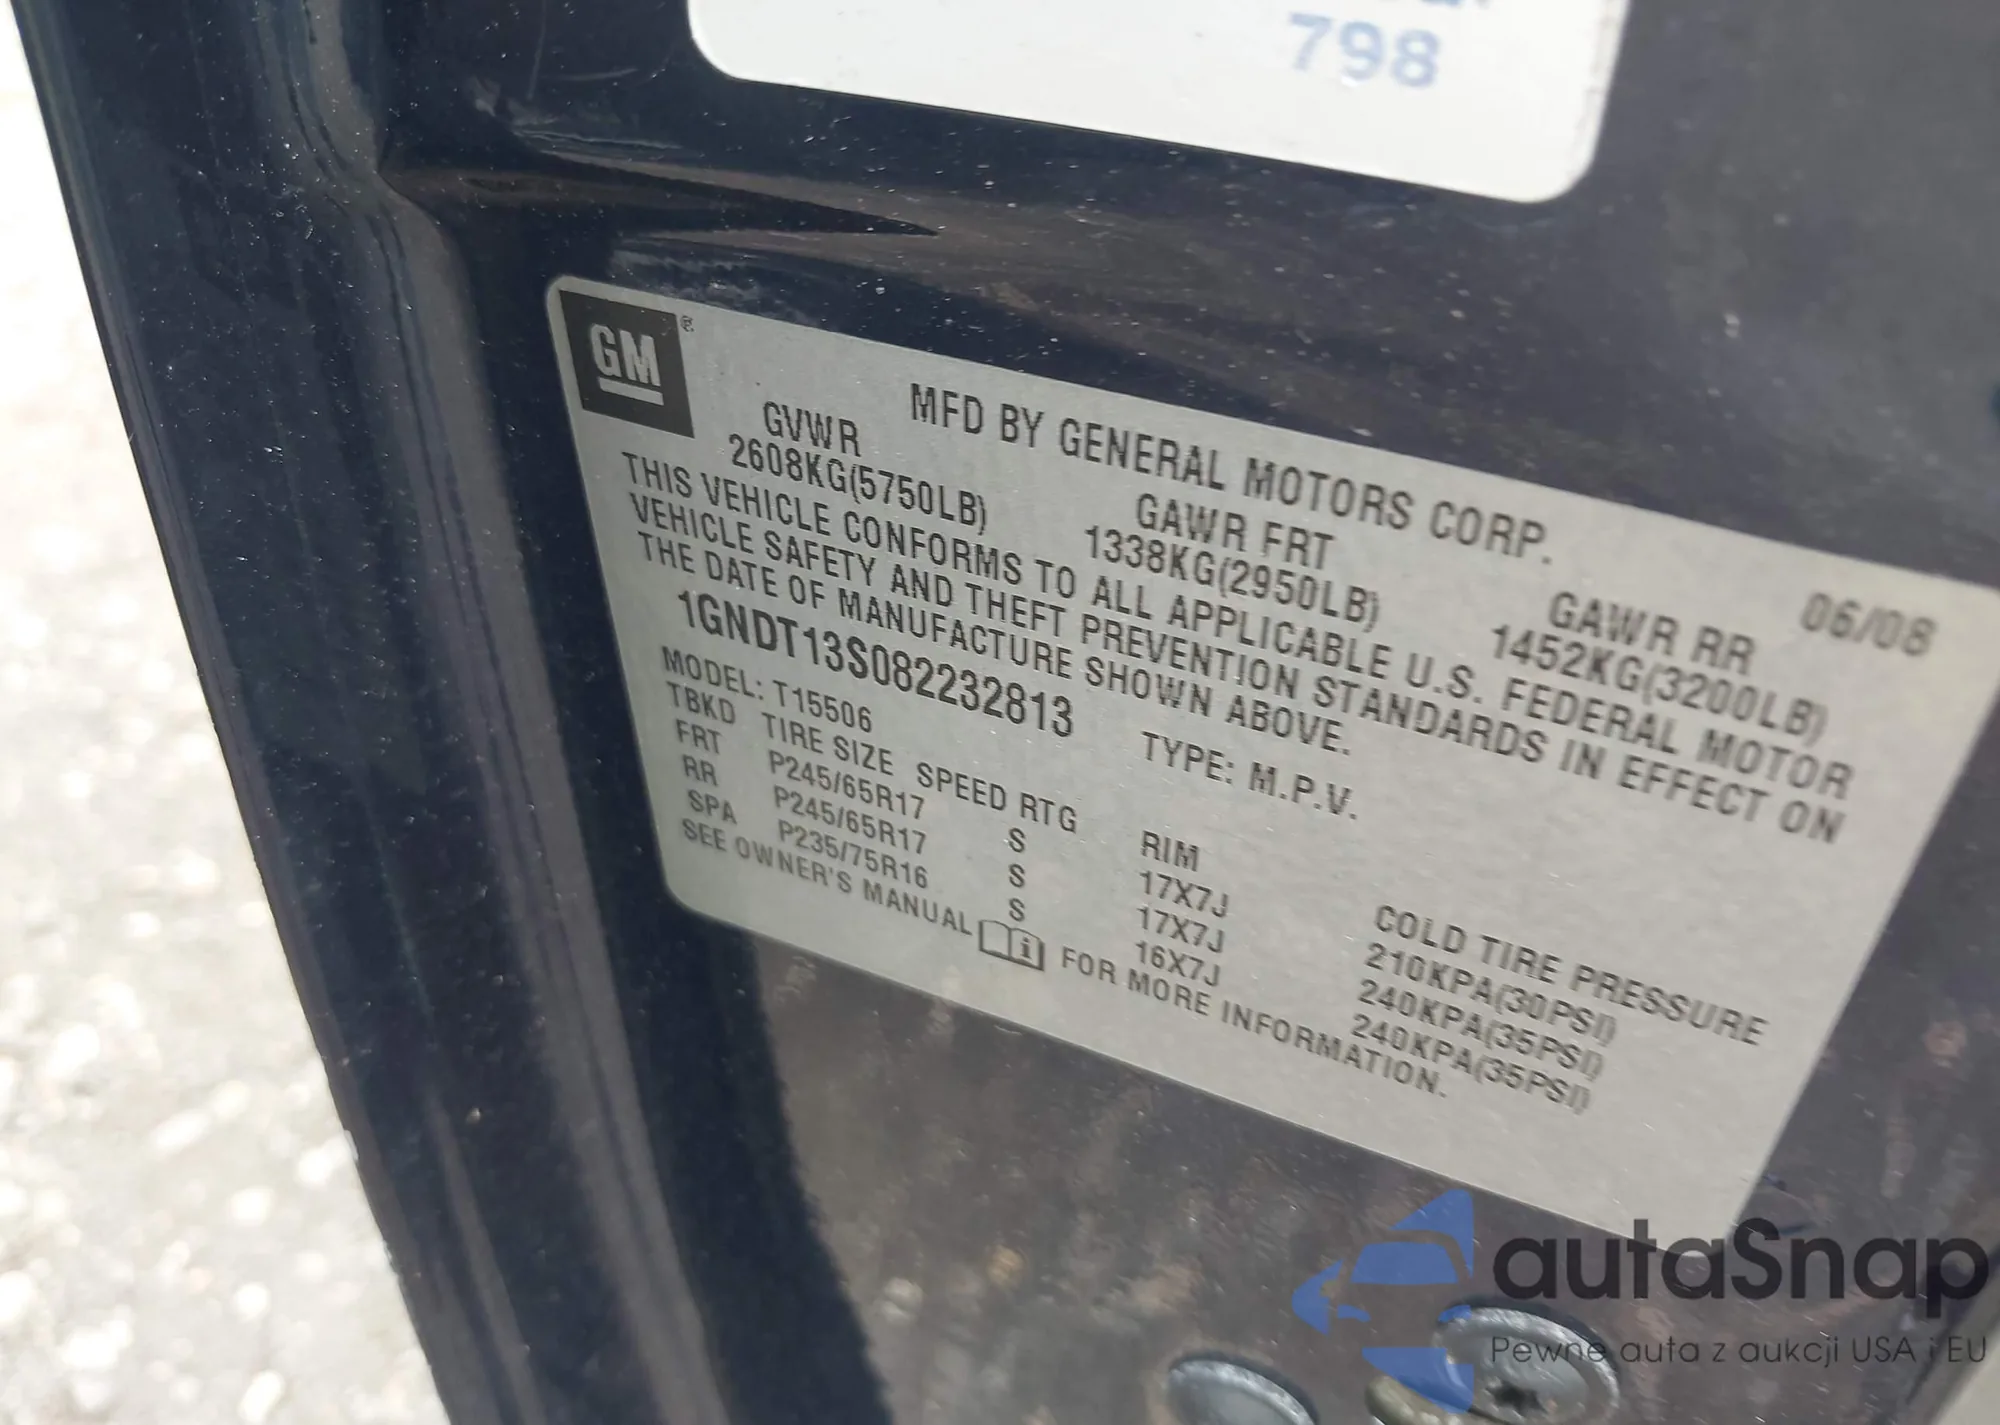 798
GM®
MFD BY GENERAL MOTORS CORP.
06/08
GVWR GAWR FRT GAWR RR
2608KG(5750LB) 1338KG(2950LB) 1452KG(3200LB)
THIS VEHICLE CONFORMS TO ALL APPLICABLE U.S. FEDERAL MOTOR
VEHICLE SAFETY AND THEFT PREVENTION STANDARDS IN EFFECT ON
THE DATE OF MANUFACTURE SHOWN ABOVE.
1GNDT13S082232813 TYPE: M.P.V.
MODEL: T15506
TBKD TIRE SIZE SPEED RTG RIM COLD TIRE PRESSURE
FRT P245/65R17 S 17X7J 210KPA(30PSI)
RR P245/65R17 S 17X7J 240KPA(35PSI)
SPA P235/75R16 S 16X7J 240KPA(35PSI)
SEE OWNER'S MANUAL FOR MORE INFORMATION.
autaSnap
Pewne auta z aukcji USA i EU